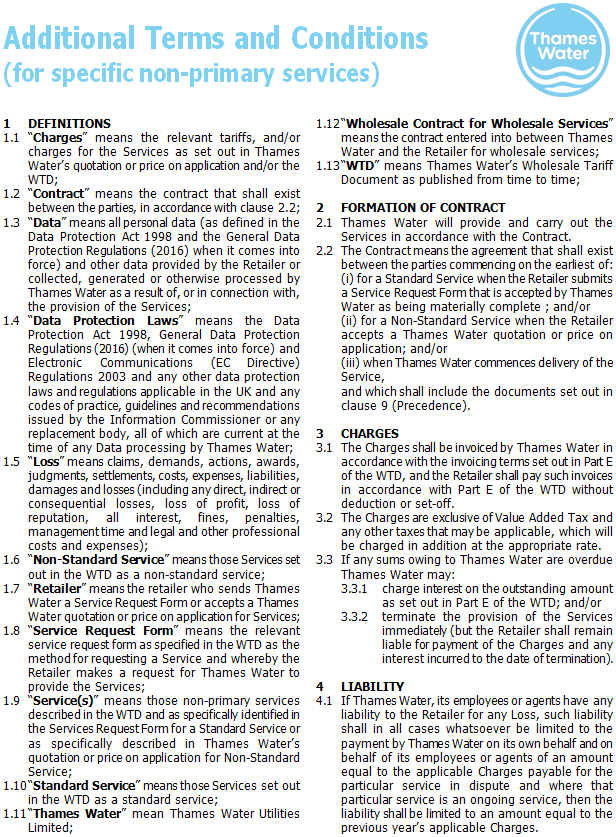 Additional Terms and Conditions
(for specific non-primary services)
Thames
Water
1 DEFINITIONS
1.1 “Charges” means the relevant tariffs, and/or
charges for the Services as set out in Thames
Water’s quotation or price on application and/or the
WTD;
1.2 “Contract” means the contract that shall exist
between the parties, in accordance with clause 2.2;
1.3 “Data” means all personal data (as defined in the
Data Protection Act 1998 and the General Data
Protection Regulations (2016) when it comes into
force) and other data provided by the Retailer or
collected, generated or otherwise processed by
Thames Water as a result of, or in connection with,
the provision of the Services;
1.4 “Data Protection Laws” means the Data
Protection Act 1998, General Data Protection
Regulations (2016) (when it comes into force) and
Electronic Communications (EC Directive)
Regulations 2003 and any other data protection
laws and regulations applicable in the UK and any
codes of practice, guidelines and recommendations
issued by the Information Commissioner or any
replacement body, all of which are current at the
time of any Data processing by Thames Water;
1.5 “Loss” means claims, demands, actions, awards,
judgments, settlements, costs, expenses, liabilities,
damages and losses (including any direct, indirect or
consequential losses, loss of profit, loss of
reputation, all interest, fines, penalties,
management time and legal and other professional
costs and expenses);
1.6 “Non-Standard Service” means those Services set
out in the WTD as a non-standard service;
1.7 “Retailer” means the retailer who sends Thames
Water a Service Request Form or accepts a Thames
Water quotation or price on application for Services;
1.8 “Service Request Form” means the relevant
service request form as specified in the WTD as the
method for requesting a Service and whereby the
Retailer makes a request for Thames Water to
provide the Services;
1.9 “Service(s)” means those non-primary services
described in the WTD and as specifically identified in
the Services Request Form for a Standard Service or
as specifically described in Thames Water’s
quotation or price on application for Non-Standard
Service;
1.10 “Standard Service” means those Services set out
in the WTD as a standard service;
1.11 “Thames Water” mean Thames Water Utilities
Limited;
1.12 “Wholesale Contract for Wholesale Services”
means the contract entered into between Thames
Water and the Retailer for wholesale services;
1.13 “WTD” means Thames Water’s Wholesale Tariff
Document as published from time to time;
2 FORMATION OF CONTRACT
2.1 Thames Water will provide and carry out the
Services in accordance with the Contract.
2.2 The Contract means the agreement that shall exist
between the parties commencing on the earliest of:
(i) for a Standard Service when the Retailer submits
a Service Request Form that is accepted by Thames
Water as being materially complete ; and/or
(ii) for a Non-Standard Service when the Retailer
accepts a Thames Water quotation or price on
application; and/or
(iii) when Thames Water commences delivery of the
Service,
and which shall include the documents set out in
clause 9 (Precedence).
3 CHARGES
3.1 The Charges shall be invoiced by Thames Water in
accordance with the invoicing terms set out in Part E
of the WTD, and the Retailer shall pay such invoices
in accordance with Part E of the WTD without
deduction or set-off.
3.2 The Charges are exclusive of Value Added Tax and
any other taxes that may be applicable, which will
be charged in addition at the appropriate rate.
3.3 If any sums owing to Thames Water are overdue
Thames Water may:
3.3.1 charge interest on the outstanding amount
as set out in Part E of the WTD; and/or
3.3.2 terminate the provision of the Services
immediately (but the Retailer shall remain
liable for payment of the Charges and any
interest incurred to the date of termination).
4 LIABILITY
4.1 If Thames Water, its employees or agents have any
liability to the Retailer for any Loss, such liability
shall in all cases whatsoever be limited to the
payment by Thames Water on its own behalf and on
behalf of its employees or agents of an amount
equal to the applicable Charges payable for the
particular service in dispute and where that
particular service is an ongoing service, then the
liability shall be limited to an amount equal to the
previous year’s applicable Charges.